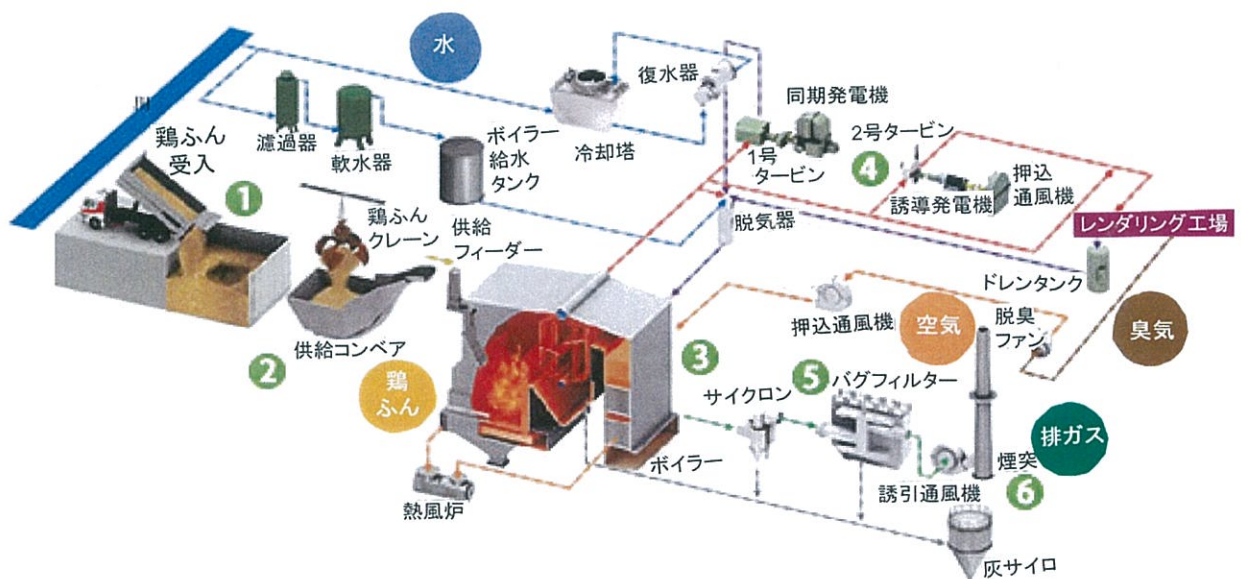 水
鶏ふん
受入
1
濾過器
軟水器
ボイラー
給水
タンク
冷却塔
復水器
同期発電機
1号
タービン
4
2号タービン
誘導発電機
押込
通風機
レンダリング工場
ドレンタンク
脱気器
鶏ふん
クレーン
供給
フィーダー
2
供給コンベア
鶏
ふん
3
押込通風機
空気
脱臭
ファン
臭気
サイクロン
5
バグフィルター
ボイラー
熱風炉
誘引通風機
煙突
6
排ガス
灰サイロ